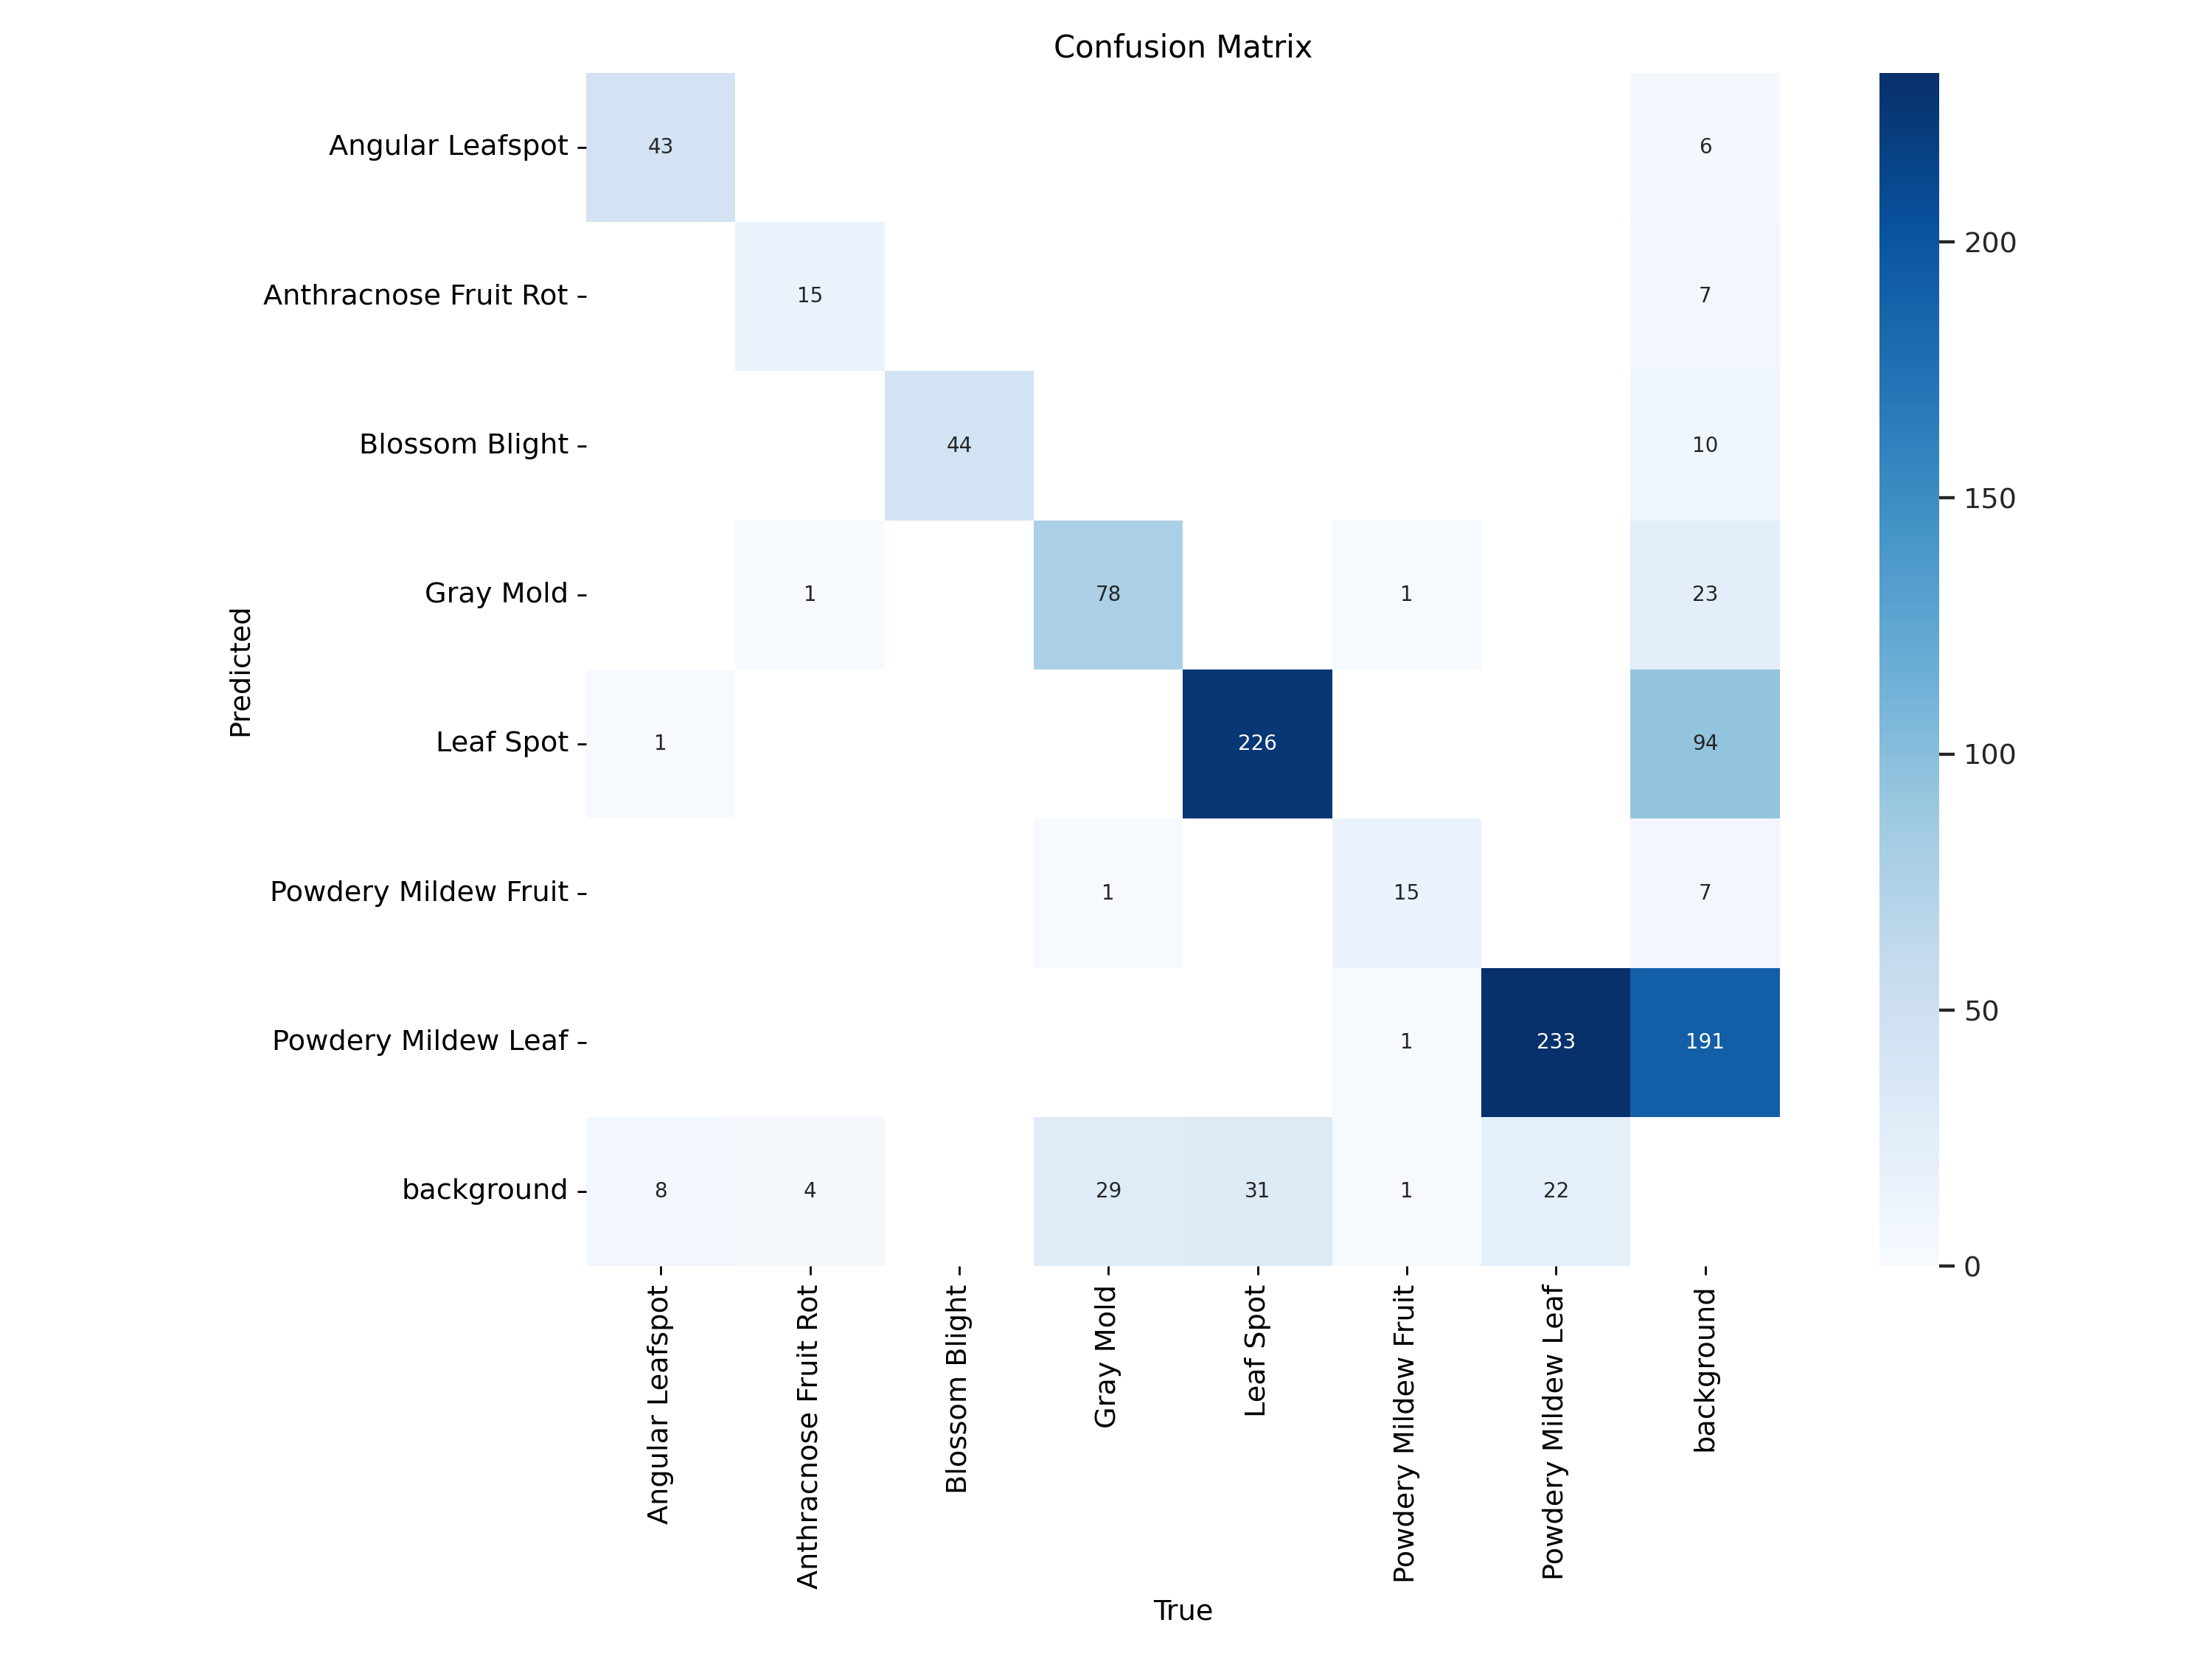 Confusion Matrix
Angular Leafspot 43 6
Anthracnose Fruit Rot 15 7
Blossom Blight 44 10
Gray Mold 1 78 1 23
Leaf Spot 1 226 94
Powdery Mildew Fruit 1 15 7
Powdery Mildew Leaf 1 233 191
background 8 4 29 31 1 22
Predicted
Angular Leafspot
Anthracnose Fruit Rot
Blossom Blight
Gray Mold
Leaf Spot
Powdery Mildew Fruit
Powdery Mildew Leaf
background
True
200
150
100
50
0